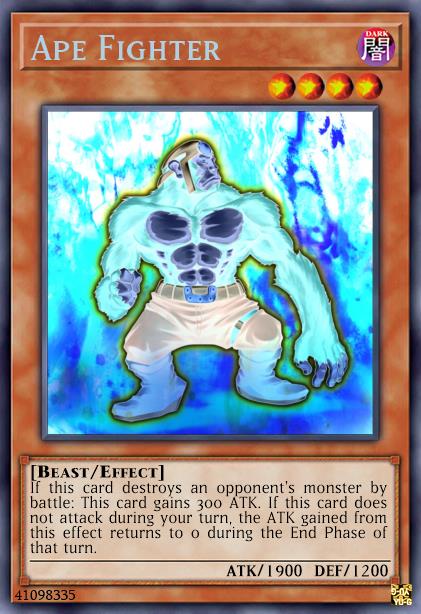 APE FIGHTER
DARK
闇
[BEAST/EFFECT]
If this card destroys an opponent's monster by
battle: This card gains 300 ATK. If this card does
not attack during your turn, the ATK gained from
this effect returns to 0 during the End Phase of
that turn.
ATK/1900 DEF/1200
41098335